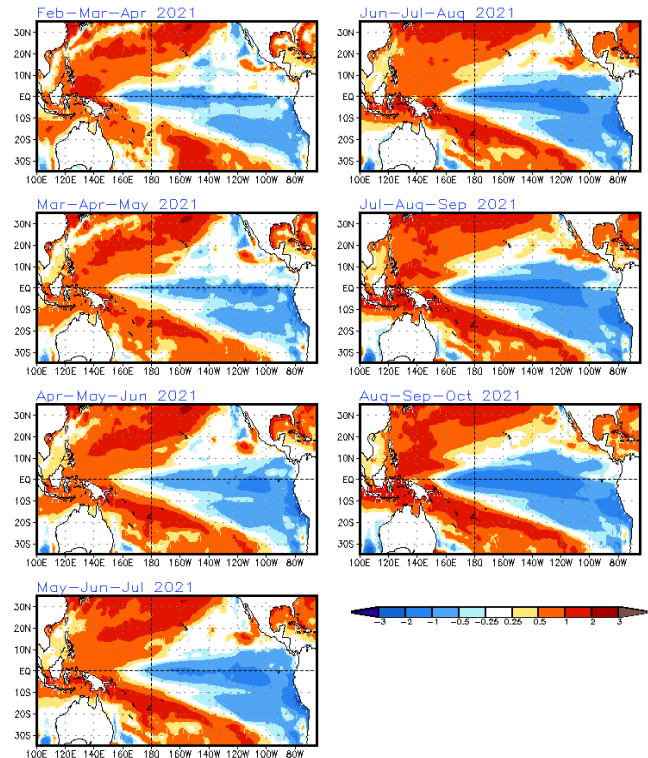 Feb-Mar-Apr 2021
30N
20N
10N
EQ
10S
20S
30S
100E 120E 140E 160E 180 160W 140W 120W 100W 80W
Jun-Jul-Aug 2021
30N
20N
10N
EQ
10S
20S
30S
100E 120E 140E 160E 180 160W 140W 120W 100W 80W
Mar-Apr-May 2021
30N
20N
10N
EQ
10S
20S
30S
100E 120E 140E 160E 180 160W 140W 120W 100W 80W
Jul-Aug-Sep 2021
30N
20N
10N
EQ
10S
20S
30S
100E 120E 140E 160E 180 160W 140W 120W 100W 80W
Apr-May-Jun 2021
30N
20N
10N
EQ
10S
20S
30S
100E 120E 140E 160E 180 160W 140W 120W 100W 80W
Aug-Sep-Oct 2021
30N
20N
10N
EQ
10S
20S
30S
100E 120E 140E 160E 180 160W 140W 120W 100W 80W
May-Jun-Jul 2021
30N
20N
10N
EQ
10S
20S
30S
100E 120E 140E 160E 180 160W 140W 120W 100W 80W
-3 -2 -1 -0.5 -0.25 0.25 0.5 1 2 3